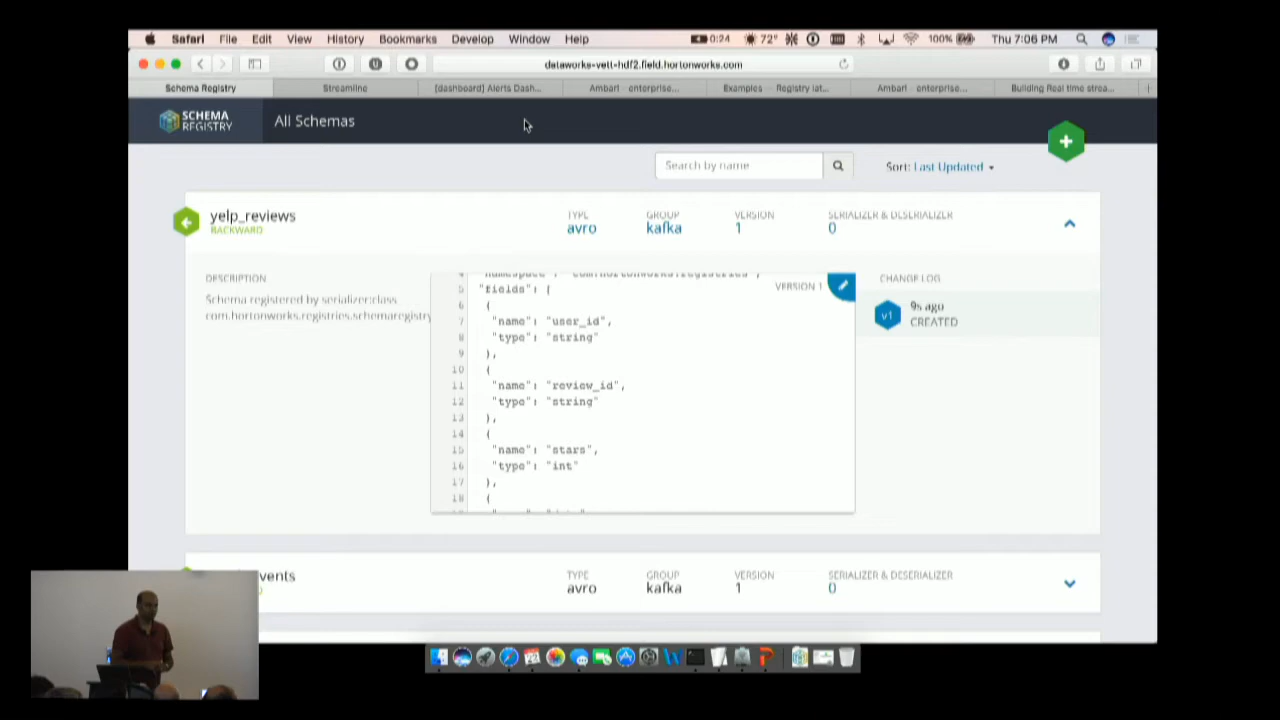 Safari File Edit View History Bookmarks Develop Window Help 0:24 72° 100% Thu 7:06 PM
dataworks-yett-hdf2.field.hortonworks.com
Schema Registry Streamline [dashboard] Alerts Dash... Ambari enterprise... Examples — Registry lat... Ambari enterprise... Building Real time strea...
SCHEMA REGISTRY All Schemas
Search by name Sort: Last Updated
yelp_reviews TYPE GROUP VERSION SERIALIZER & DESERIALIZER
BACKWARD avro kafka 1 0
DESCRIPTION
Schema registered by serializer:class
com.hortonworks.registries.schemaregistry
5 "fields": [
6 {
7 "name": "user_id",
8 "type": "string"
9 },
10 {
11 "name": "review_id",
12 "type": "string"
13 },
14 {
15 "name": "stars",
16 "type": "int"
17 },
18 {
VERSION 1
CHANGE LOG
v1 9s ago
CREATED
vents TYPE GROUP VERSION SERIALIZER & DESERIALIZER
avro kafka 1 0